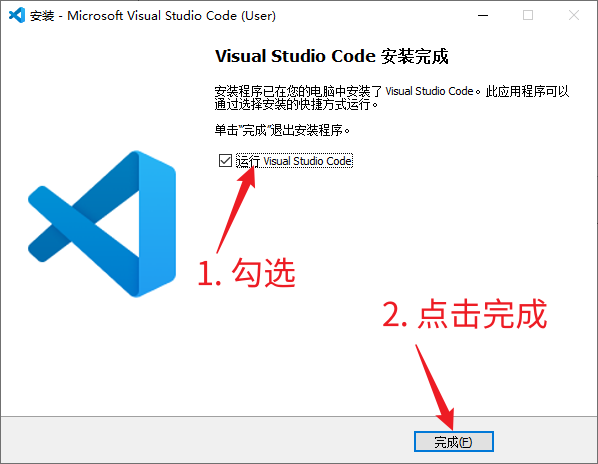 安装 - Microsoft Visual Studio Code (User)
Visual Studio Code 安装完成
安装程序已在您的电脑中安装了 Visual Studio Code。此应用程序可以
通过选择安装的快捷方式运行。
单击“完成”退出安装程序。
运行 Visual Studio Code
1. 勾选
2. 点击完成
完成(F)